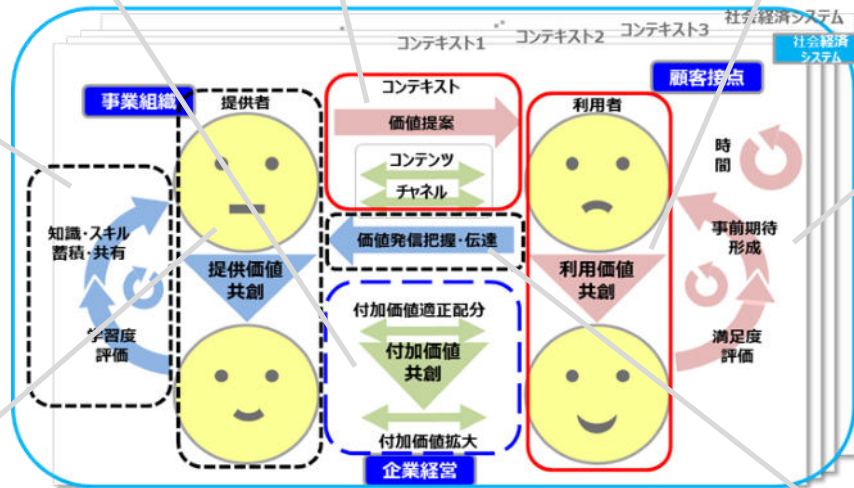 社会経済システム
コンテキスト1
コンテキスト2
コンテキスト3
社会経済
システム
事業組織
提供者
コンテキスト
利用者
顧客接点
価値提案
コンテンツ
チャネル
時
間
知識・スキル
蓄積・共有
価値発信把握・伝達
事前期待
形成
提供価値
共創
利用価値
共創
付加価値適正配分
学習度
評価
付加価値
共創
満足度
評価
付加価値拡大
企業経営